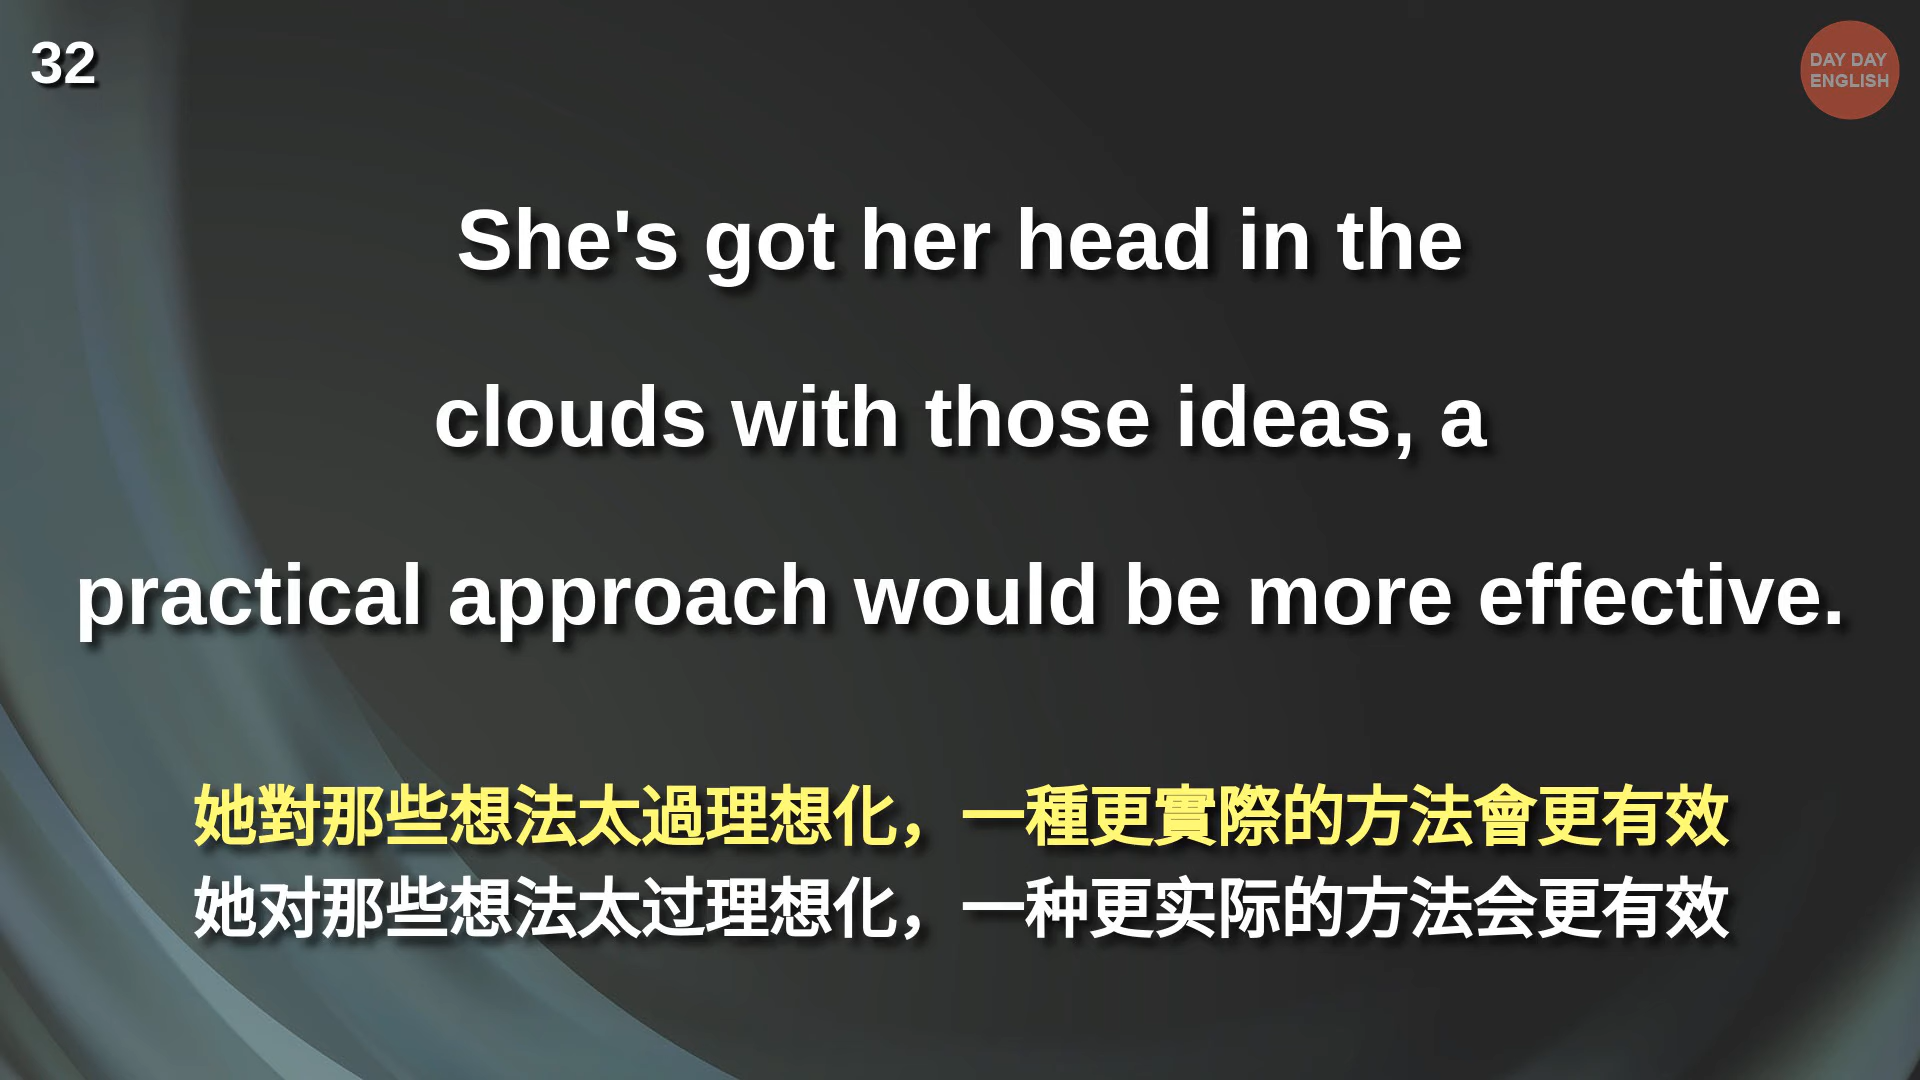 32
DAY DAY
ENGLISH
She's got her head in the
clouds with those ideas, a
practical approach would be more effective.
她對那些想法太過理想化，一種更實際的方法會更有效
她对那些想法太过理想化，一种更实际的方法会更有效